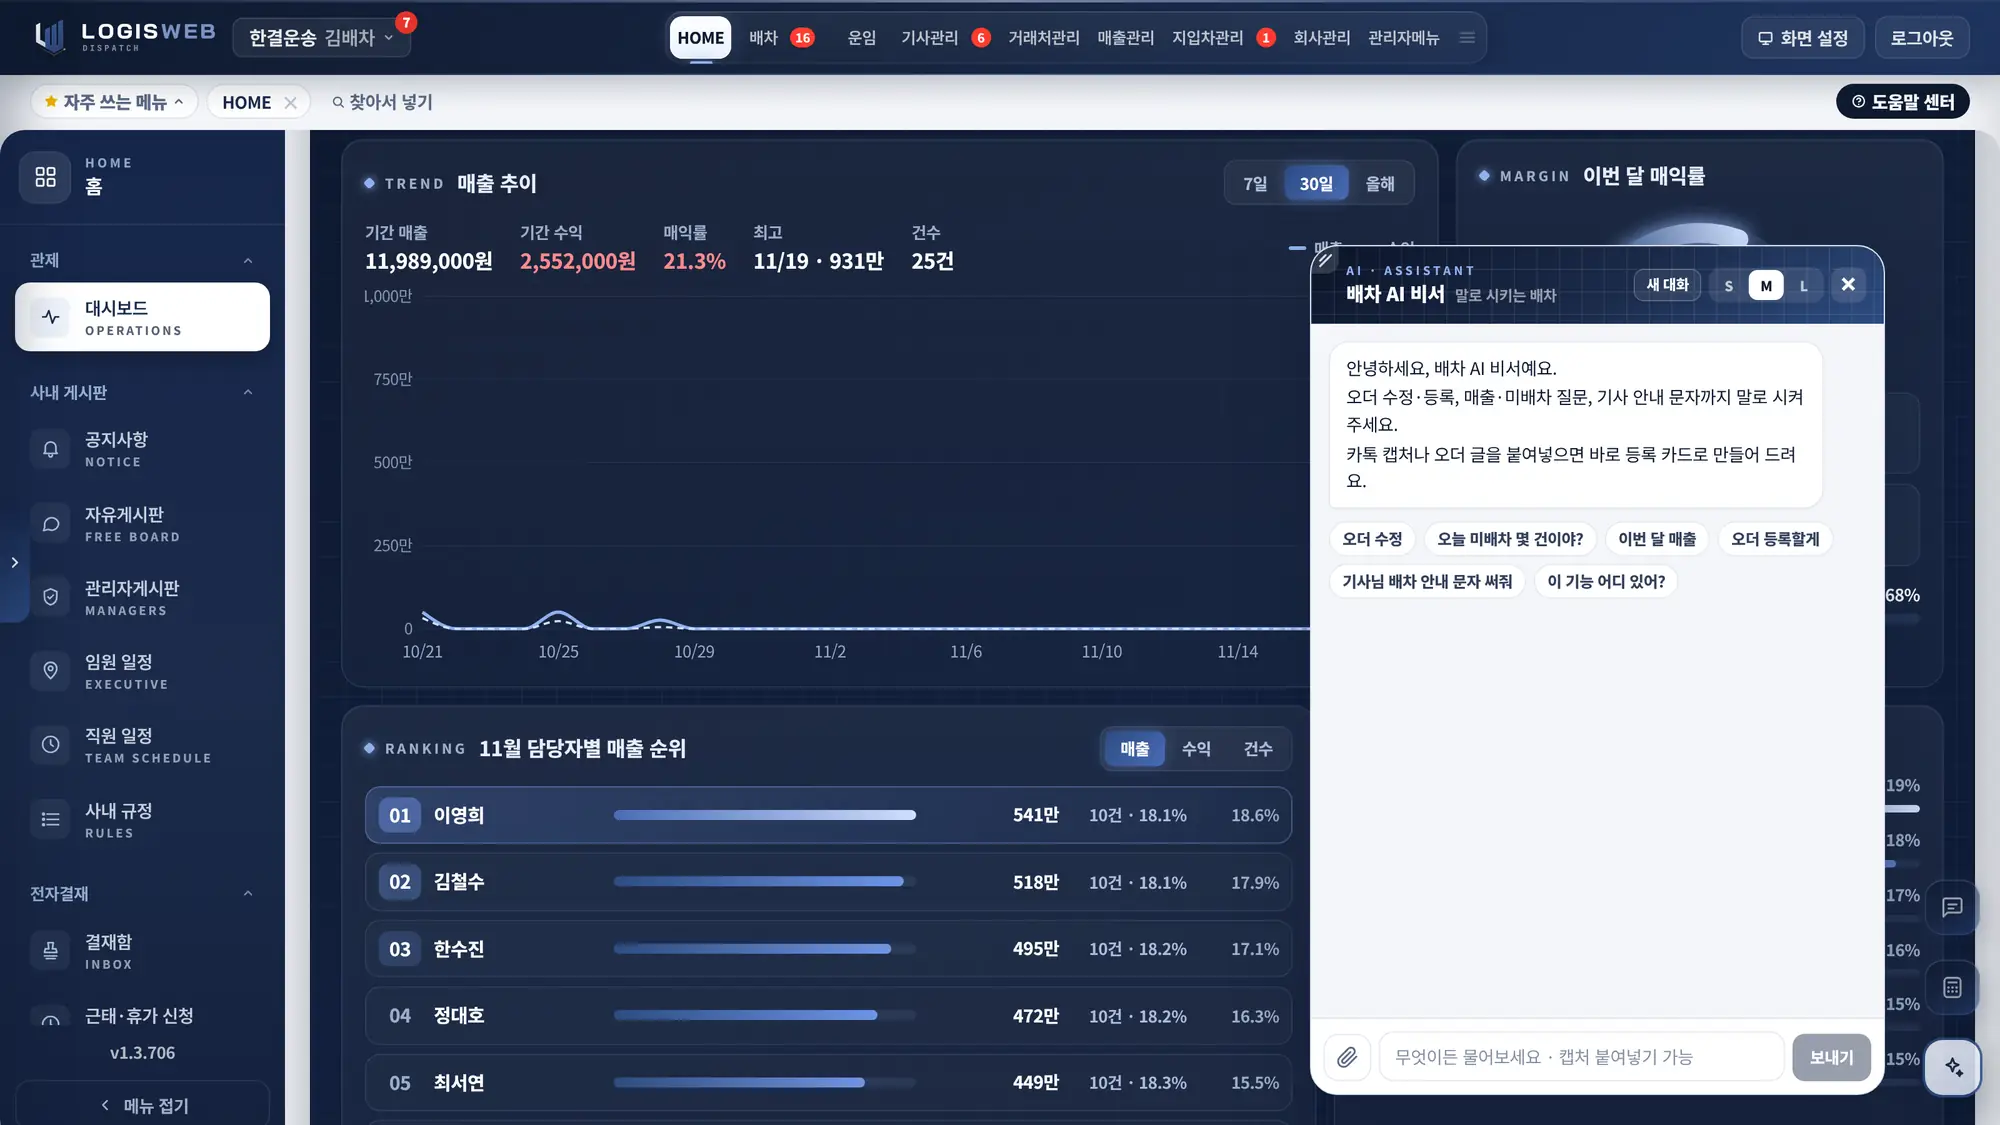 LOGISWEB
DISPATCH
한결운송 김배차
7
HOME
배차 16
운임
기사관리 6
거래처관리
매출관리
지입차관리 1
회사관리
관리자메뉴
화면 설정
로그아웃
자주 쓰는 메뉴
HOME
찾아서 넣기
도움말 센터
HOME
홈
관제
대시보드
OPERATIONS
사내 게시판
공지사항
NOTICE
자유게시판
FREE BOARD
관리자게시판
MANAGERS
임원 일정
EXECUTIVE
직원 일정
TEAM SCHEDULE
사내 규정
RULES
전자결재
결재함
INBOX
근태·휴가 신청
v1.3.706
메뉴 접기
TREND 매출 추이
7일 30일 올해
기간 매출 기간 수익 매익률 최고 건수
11,989,000원 2,552,000원 21.3% 11/19 · 931만 25건
1,000만
750만
500만
250만
0
10/21 10/25 10/29 11/2 11/6 11/10 11/14
MARGIN 이번 달 매익률
68%
RANKING 11월 담당자별 매출 순위
매출 수익 건수
01 이영희 541만 10건 · 18.1% 18.6%
02 김철수 518만 10건 · 18.1% 17.9%
03 한수진 495만 10건 · 18.2% 17.1%
04 정대호 472만 10건 · 18.2% 16.3%
05 최서연 449만 10건 · 18.3% 15.5%
19%
18%
17%
16%
15%
15%
AI · ASSISTANT
배차 AI 비서 말로 시키는 배차
새 대화
S M L
안녕하세요, 배차 AI 비서예요.
오더 수정·등록, 매출·미배차 질문, 기사 안내 문자까지 말로 시켜
주세요.
카톡 캡처나 오더 글을 붙여넣으면 바로 등록 카드로 만들어 드려
요.
오더 수정
오늘 미배차 몇 건이야?
이번 달 매출
오더 등록할게
기사님 배차 안내 문자 써줘
이 기능 어디 있어?
무엇이든 물어보세요 · 캡처 붙여넣기 가능
보내기